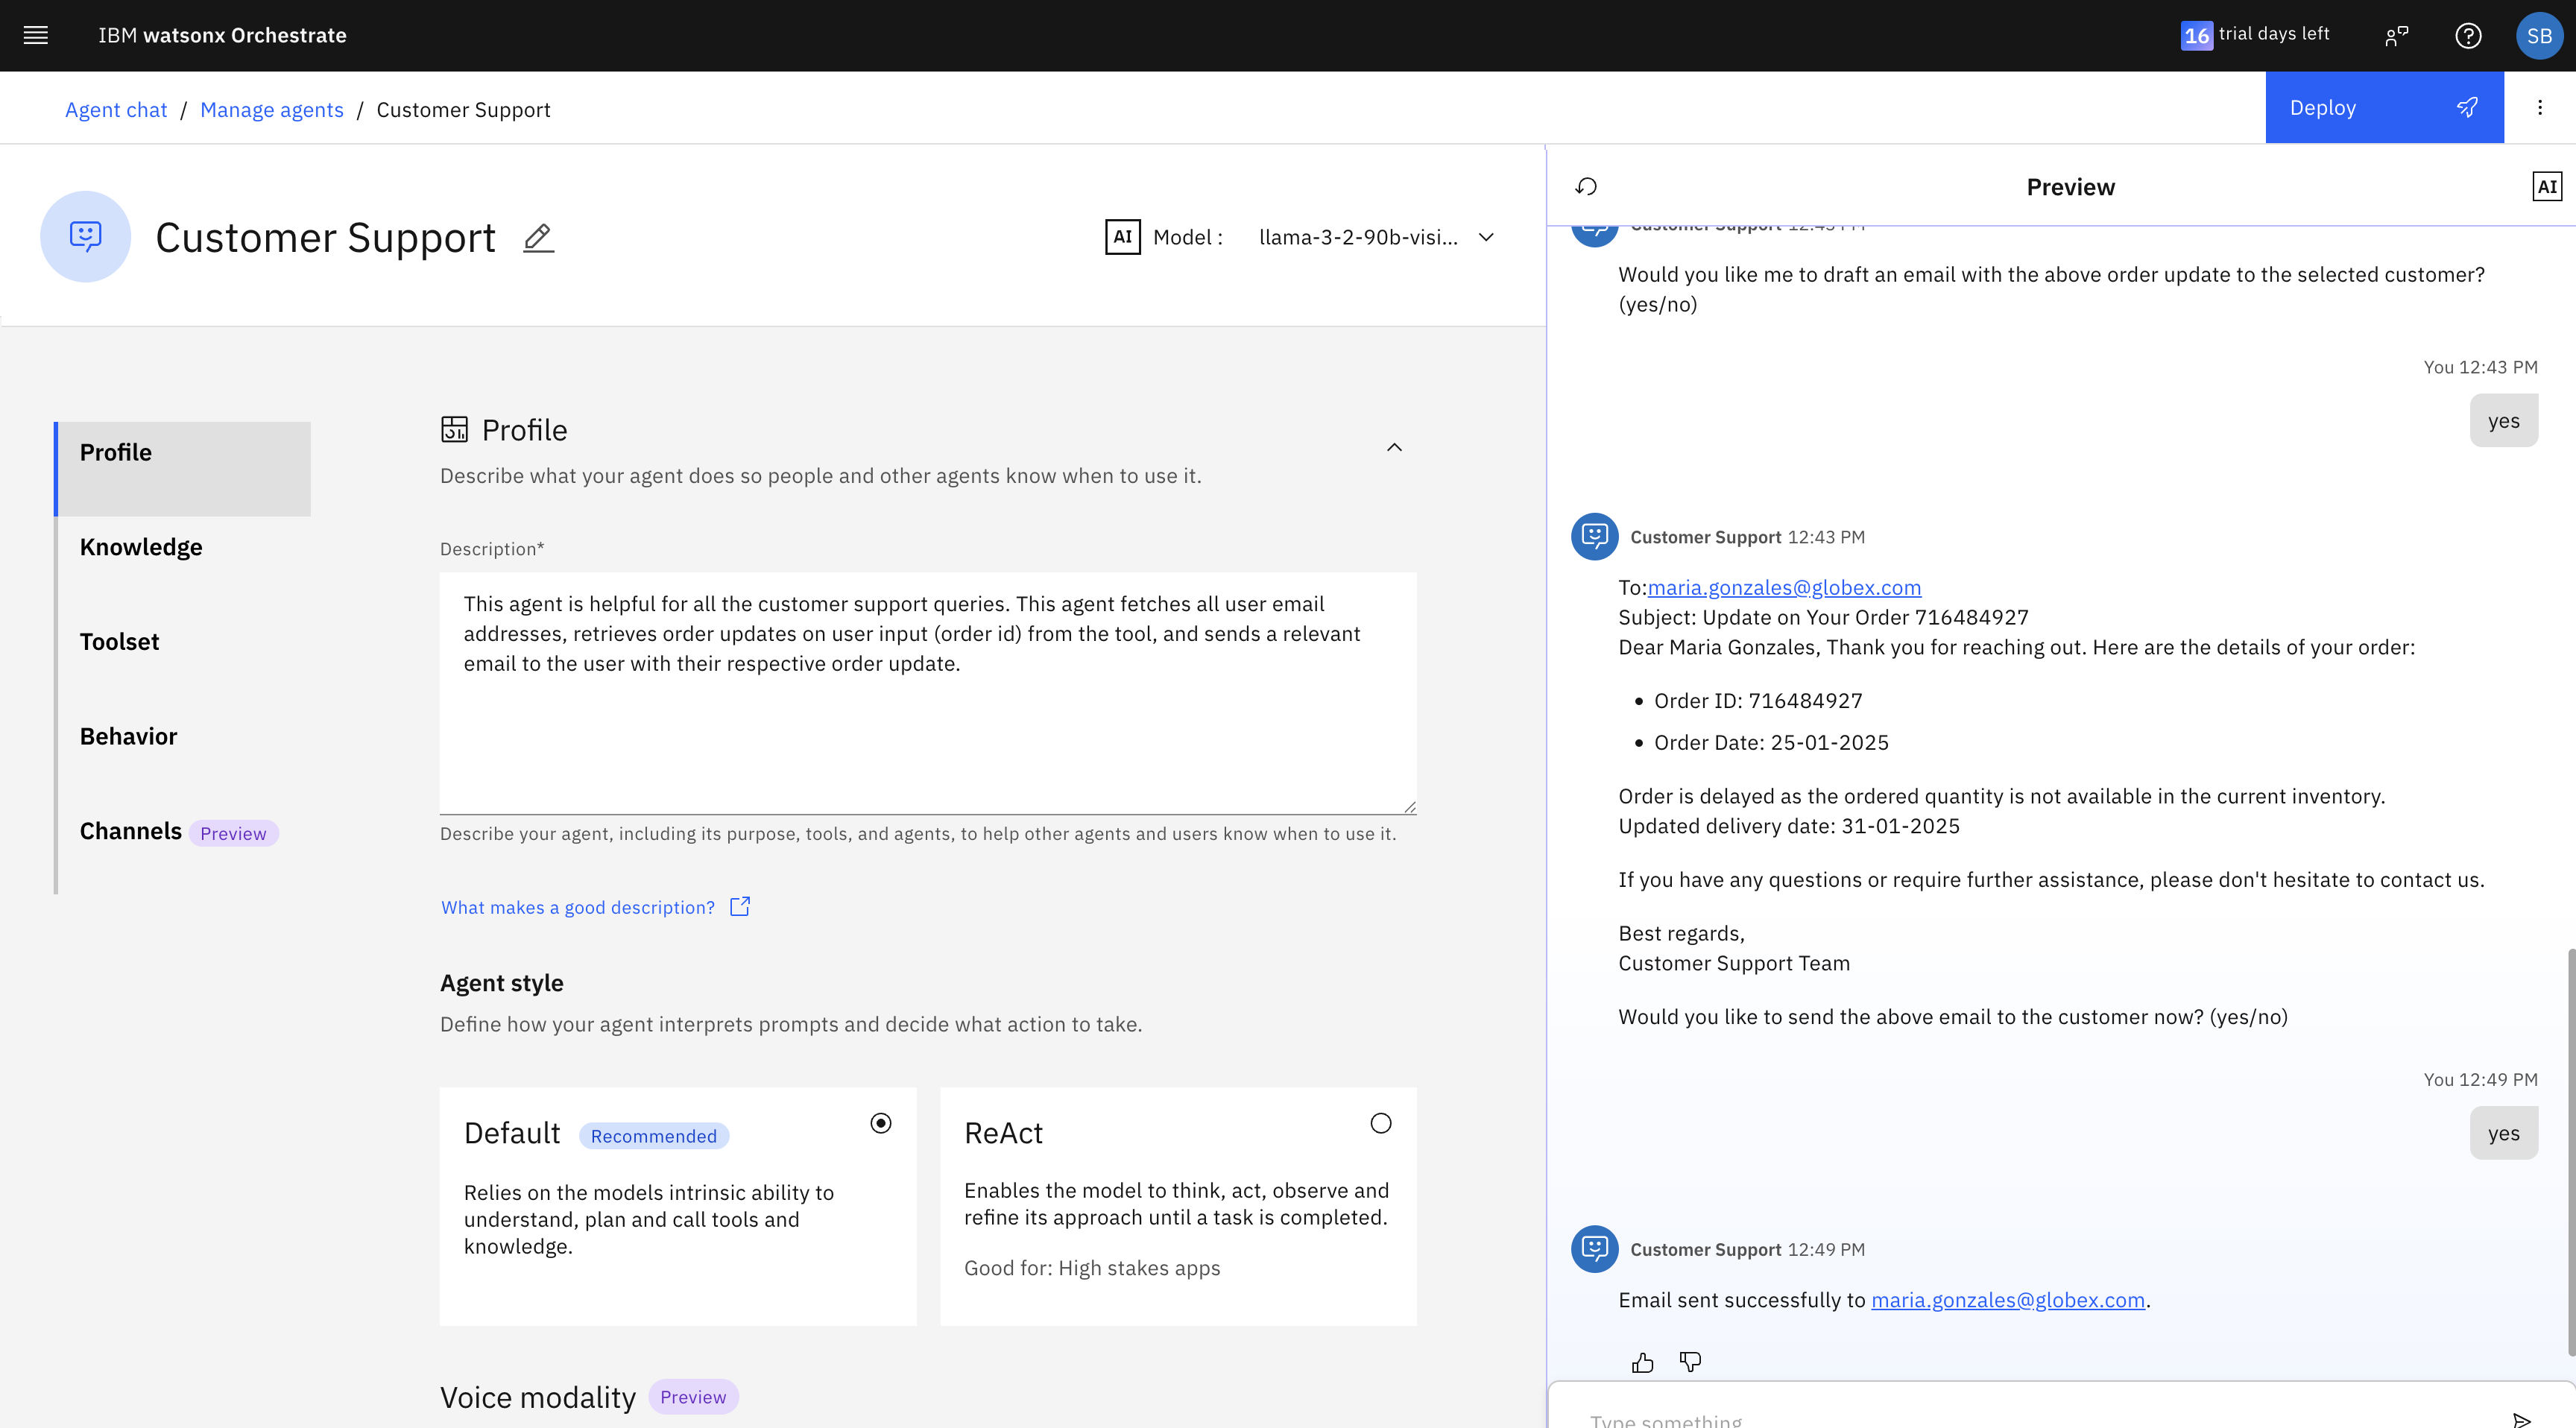 IBM watsonx Orchestrate
16 trial days left
SB
Agent chat / Manage agents / Customer Support
Deploy
Customer Support
AI Model : llama-3-2-90b-visi...
Profile
Knowledge
Toolset
Behavior
Channels Preview
Profile
Describe what your agent does so people and other agents know when to use it.
Description*
This agent is helpful for all the customer support queries. This agent fetches all user email
addresses, retrieves order updates on user input (order id) from the tool, and sends a relevant
email to the user with their respective order update.
Describe your agent, including its purpose, tools, and agents, to help other agents and users know when to use it.
What makes a good description?
Agent style
Define how your agent interprets prompts and decide what action to take.
Default Recommended
Relies on the models intrinsic ability to
understand, plan and call tools and
knowledge.
ReAct
Enables the model to think, act, observe and
refine its approach until a task is completed.
Good for: High stakes apps
Voice modality Preview
Preview
AI
Customer Support 12:43 PM
Would you like me to draft an email with the above order update to the selected customer?
(yes/no)
You 12:43 PM
yes
Customer Support 12:43 PM
To:maria.gonzales@globex.com
Subject: Update on Your Order 716484927
Dear Maria Gonzales, Thank you for reaching out. Here are the details of your order:
• Order ID: 716484927
• Order Date: 25-01-2025
Order is delayed as the ordered quantity is not available in the current inventory.
Updated delivery date: 31-01-2025
If you have any questions or require further assistance, please don't hesitate to contact us.
Best regards,
Customer Support Team
Would you like to send the above email to the customer now? (yes/no)
You 12:49 PM
yes
Customer Support 12:49 PM
Email sent successfully to maria.gonzales@globex.com.
Type something